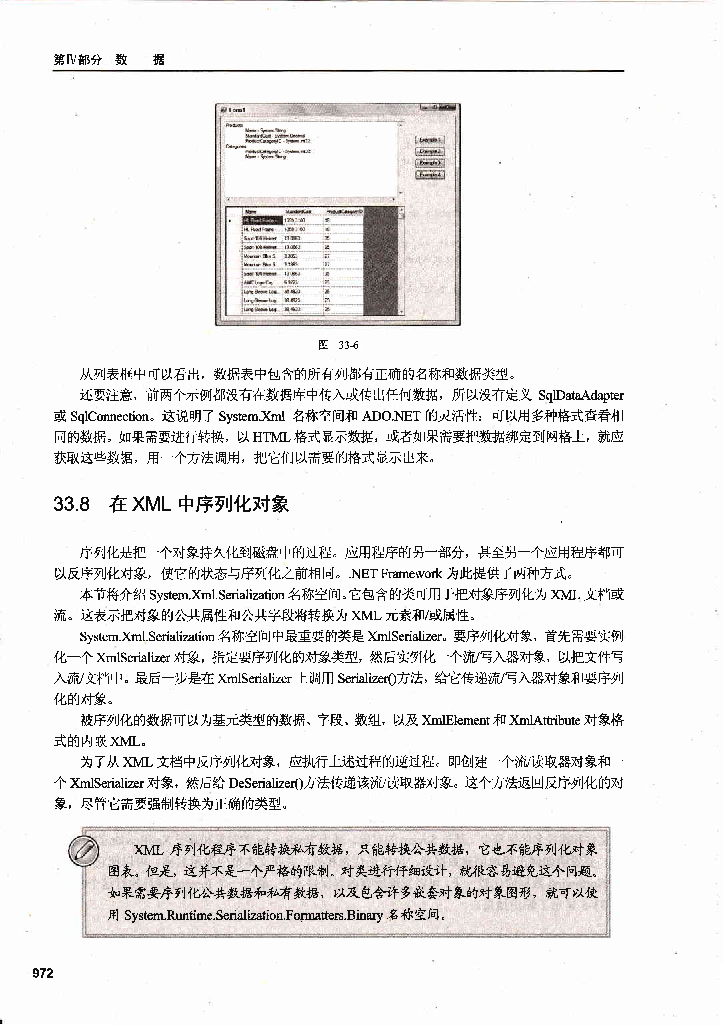 第Ⅳ部分 数 据
Form1
Products
Name - System.String
StandardCost - System.Decimal
ProductCategoryID - System.Int32
Categories
ProductCategoryID - System.Int32
Name - System.String
Example 1
Example 2
Example 3
Example 4
Name StandardCost ProductCategoryID
图 33-6
从列表框中可以看出，数据表中包含的所有列都有正确的名称和数据类型。
还要注意，前两个示例都没有在数据库中传入或传出任何数据，所以没有定义 SqlDataAdapter
或 SqlConnection。这说明了 System.Xml 名称空间和 ADO.NET 的灵活性：可以用多种格式查看相
同的数据。如果需要进行转换，以 HTML 格式显示数据，或者如果需要把数据绑定到网格上，就应
获取这些数据，用一个方法调用，把它们以需要的格式显示出来。
33.8 在 XML 中序列化对象
序列化是把一个对象持久化到磁盘中的过程。应用程序的另一部分，甚至另一个应用程序都可
以反序列化对象，使它的状态与序列化之前相同。.NET Framework 为此提供了两种方式。
本节将介绍 System.Xml.Serialization 名称空间。它包含的类可用于把对象序列化为 XML 文档或
流。这表示把对象的公共属性和公共字段将转换为 XML 元素和/或属性。
System.Xml.Serialization 名称空间中最重要的类是 XmlSerializer。要序列化对象，首先需要实例
化一个 XmlSerializer 对象，指定要序列化的对象类型，然后实例化一个流/写入器对象，以把文件写
入流/文档中。最后一步是在 XmlSerializer 上调用 Serializer()方法，给它传递流/写入器对象和要序列
化的对象。
被序列化的数据可以为基元类型的数据、字段、数组，以及 XmlElement 和 XmlAttribute 对象格
式的内嵌 XML。
为了从 XML 文档中反序列化对象，应执行上述过程的逆过程。即创建一个流/读取器对象和一
个 XmlSerializer 对象，然后给 DeSerializer()方法传递该流/读取器对象。这个方法返回反序列化的对
象，尽管它需要强制转换为正确的类型。
XML 序列化程序不能转换私有数据，只能转换公共数据，它也不能序列化对象
图表。但是，这并不是一个严格的限制。对类进行仔细设计，就很容易避免这个问题。
如果需要序列化公共数据和私有数据，以及包含许多嵌套对象的对象图形，就可以使
用 System.Runtime.Serialization.Formatters.Binary 名称空间。
972